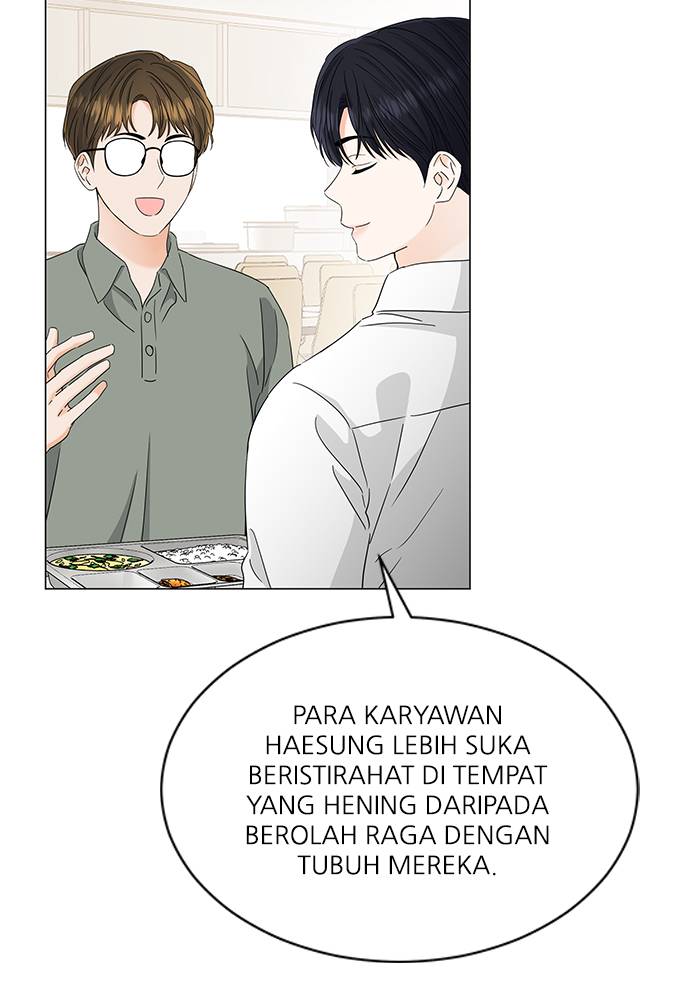 PARA KARYAWAN
HAESUNG LEBIH SUKA
BERISTIRAHAT DI TEMPAT
YANG HENING DARIPADA
BEROLAH RAGA DENGAN
TUBUH MEREKA.